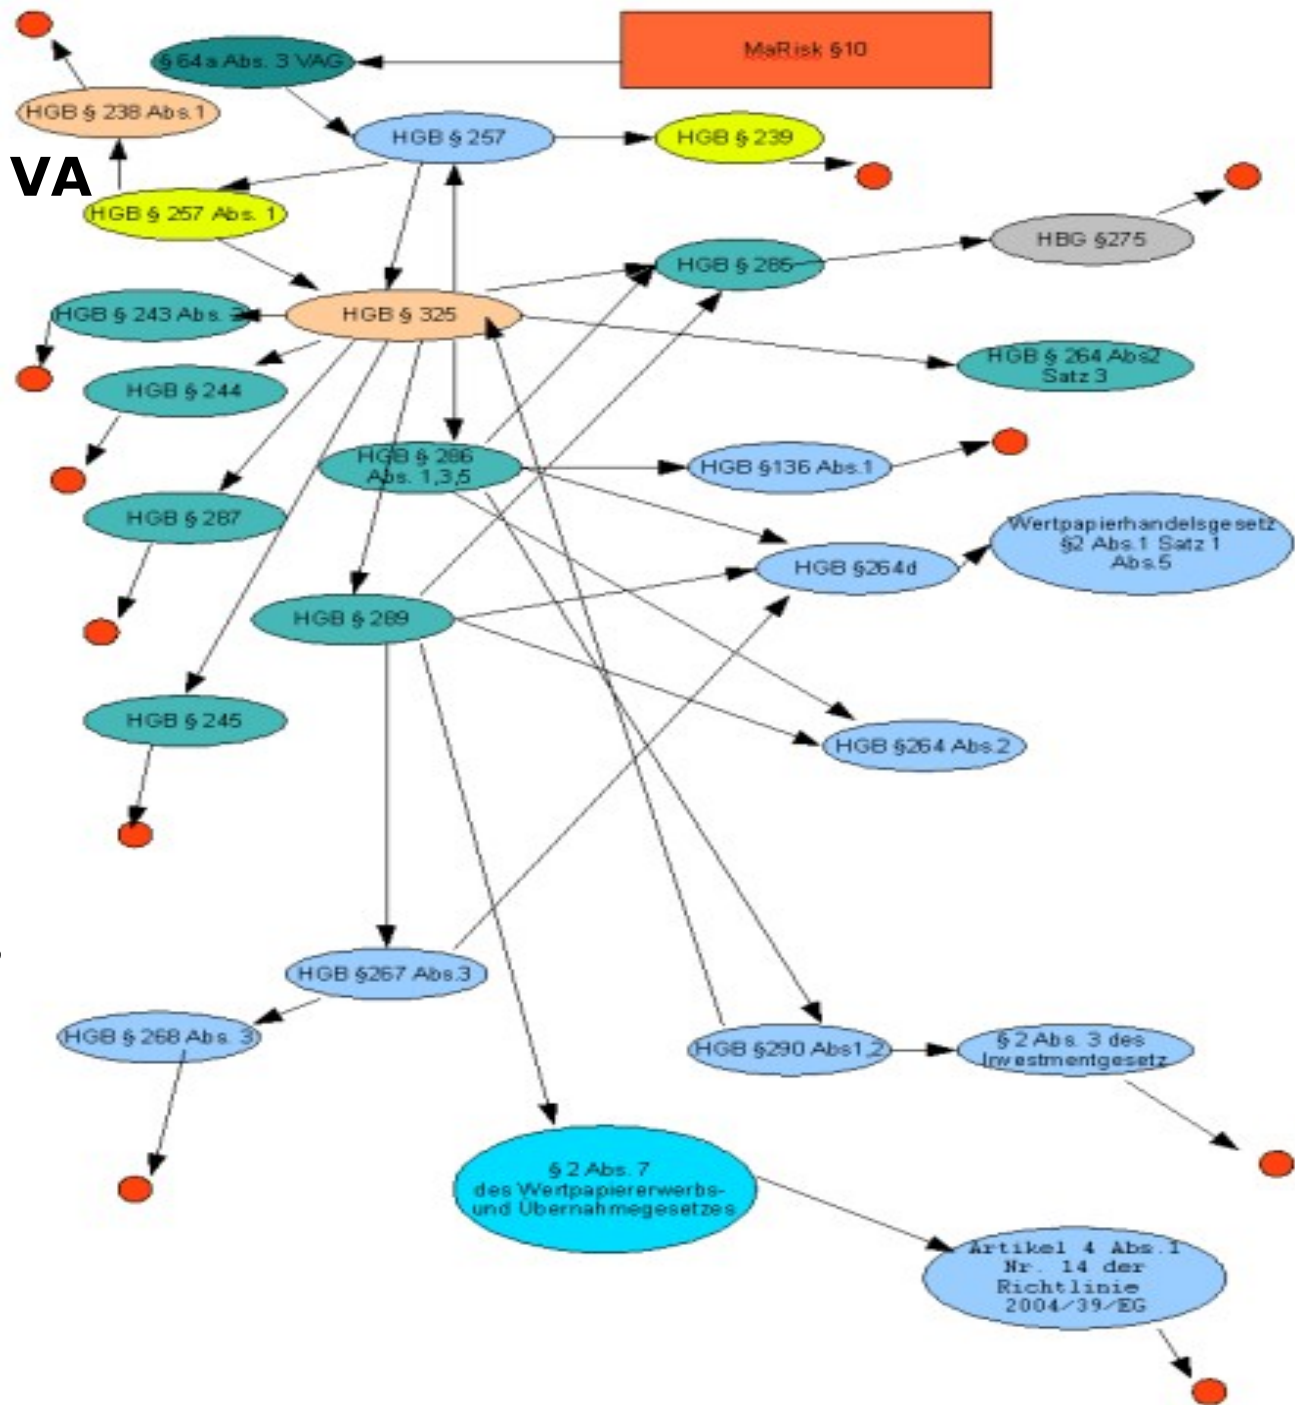 MaRisk §10
§ 64a Abs. 3 VAG
HGB § 238 Abs.1
HGB § 257
HGB § 239
VA
HGB § 257 Abs. 1
HBG §275
HGB § 285
HGB § 243 Abs.
HGB § 325
HGB § 264 Abs2
Satz 3
HGB § 244
HGB § 286
Abs. 1,3,5
HGB §136 Abs.1
HGB § 287
Wertpapierhandelsgesetz
§2 Abs.1 Satz 1
Abs.5
HGB §264d
HGB § 289
HGB § 245
HGB §264 Abs.2
HGB §267 Abs.3
HGB § 268 Abs. 3
HGB §290 Abs1,2
§ 2 Abs. 3 des
Investmentgesetz
§ 2 Abs. 7
des Wertpapiererwerbs-
und Übernahmegesetzes
Artikel 4 Abs.1
Nr. 14 der
Richtlinie
2004/39/EG